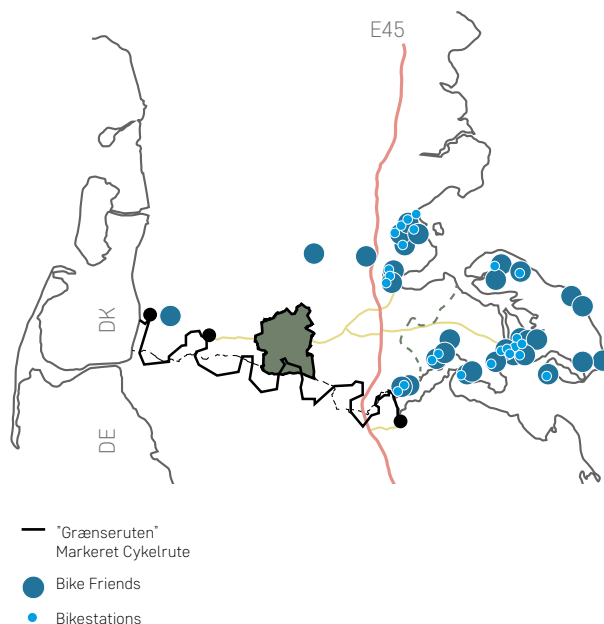 E45
DK
DE
"Grænseruten"
Markeret Cykelrute
Bike Friends
Bikestations